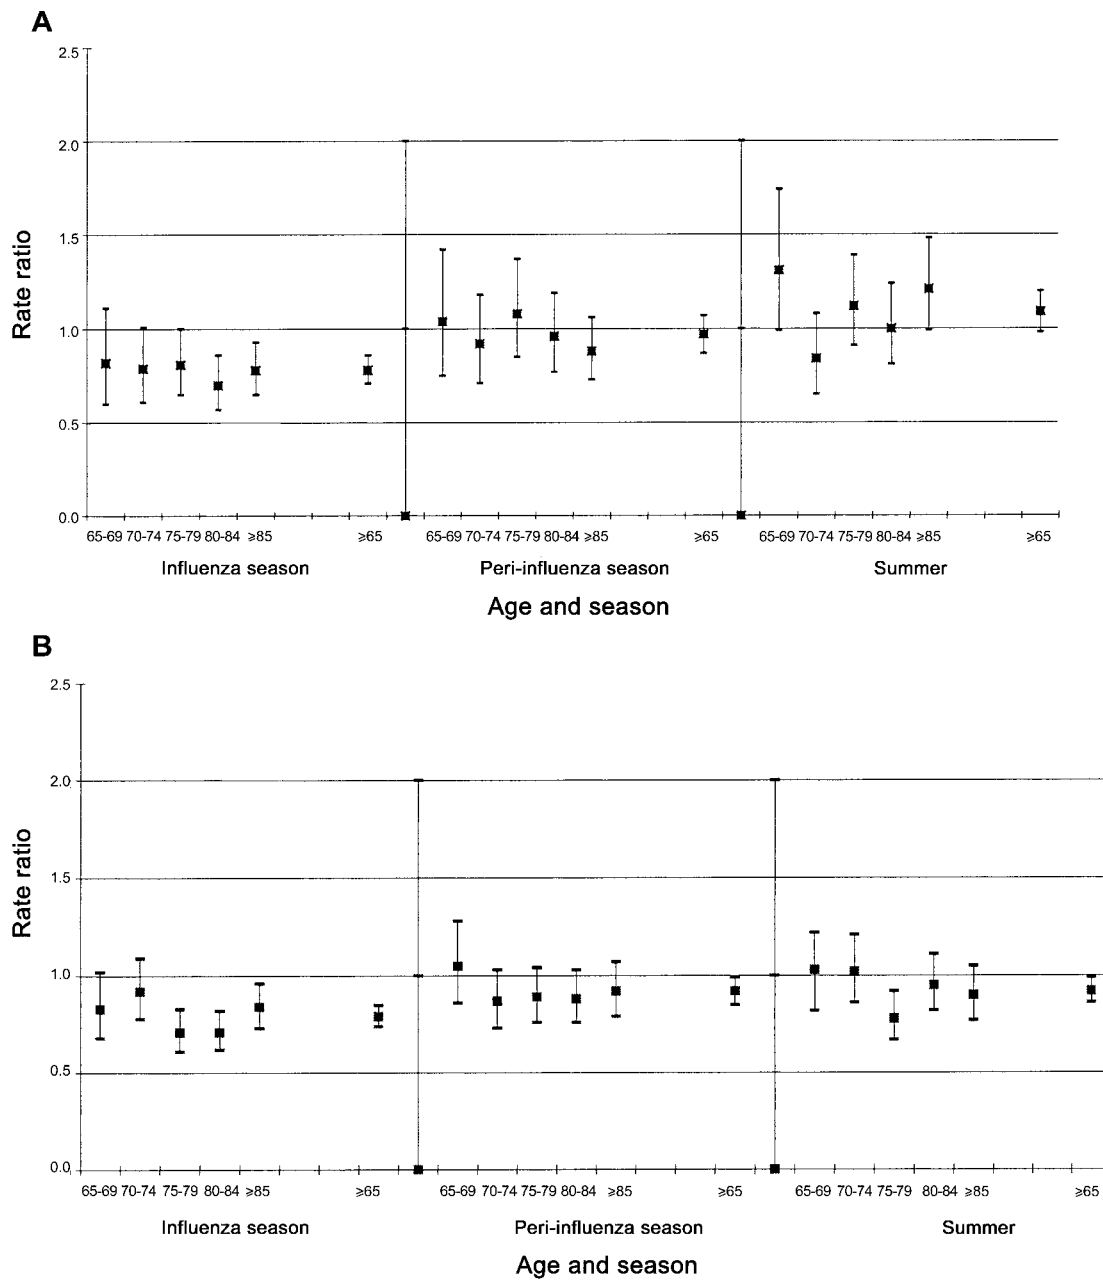 A
2.5
2.0
1.5
1.0
0.5
0.0
Rate ratio
65-69 70-74 75-79 80-84 ≥85 ≥65 65-69 70-74 75-79 80-84 ≥85 ≥65 65-69 70-74 75-79 80-84 ≥85 ≥65
Influenza season Peri-influenza season Summer
Age and season
B
2.5
2.0
1.5
1.0
0.5
0.0
Rate ratio
65-69 70-74 75-79 80-84 ≥85 ≥65 65-69 70-74 75-79 80-84 ≥85 ≥65 65-69 70-74 75-79 80-84 ≥85 ≥65
Influenza season Peri-influenza season Summer
Age and season